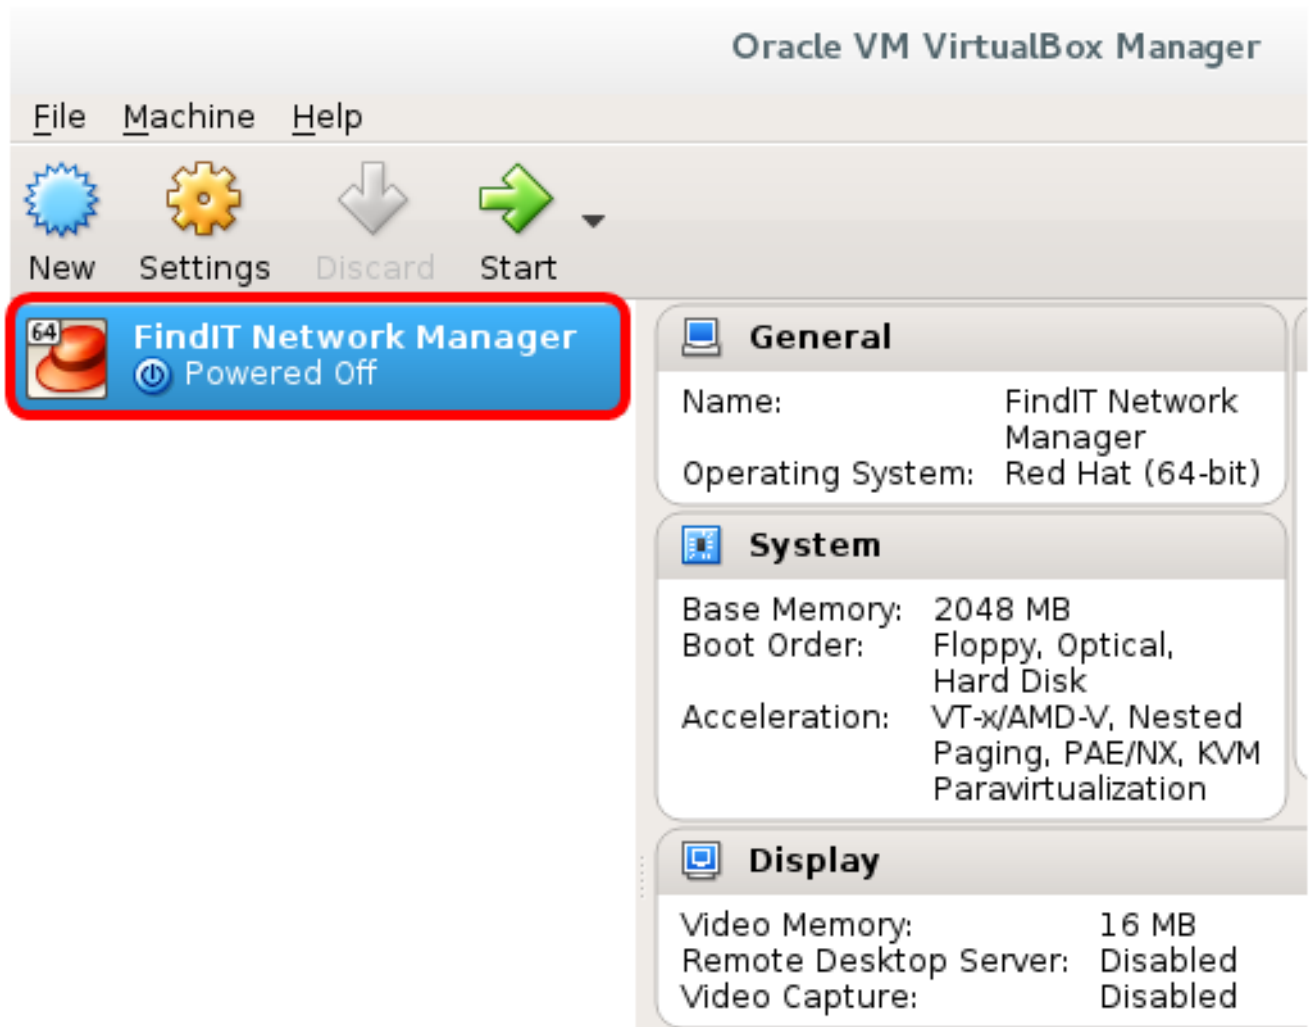 Oracle VM VirtualBox Manager
File Machine Help
New Settings Discard Start
64
FindIT Network Manager
Powered Off
General
Name: FindIT Network
Manager
Operating System: Red Hat (64-bit)
System
Base Memory: 2048 MB
Boot Order: Floppy, Optical,
Hard Disk
Acceleration: VT-x/AMD-V, Nested
Paging, PAE/NX, KVM
Paravirtualization
Display
Video Memory: 16 MB
Remote Desktop Server: Disabled
Video Capture: Disabled